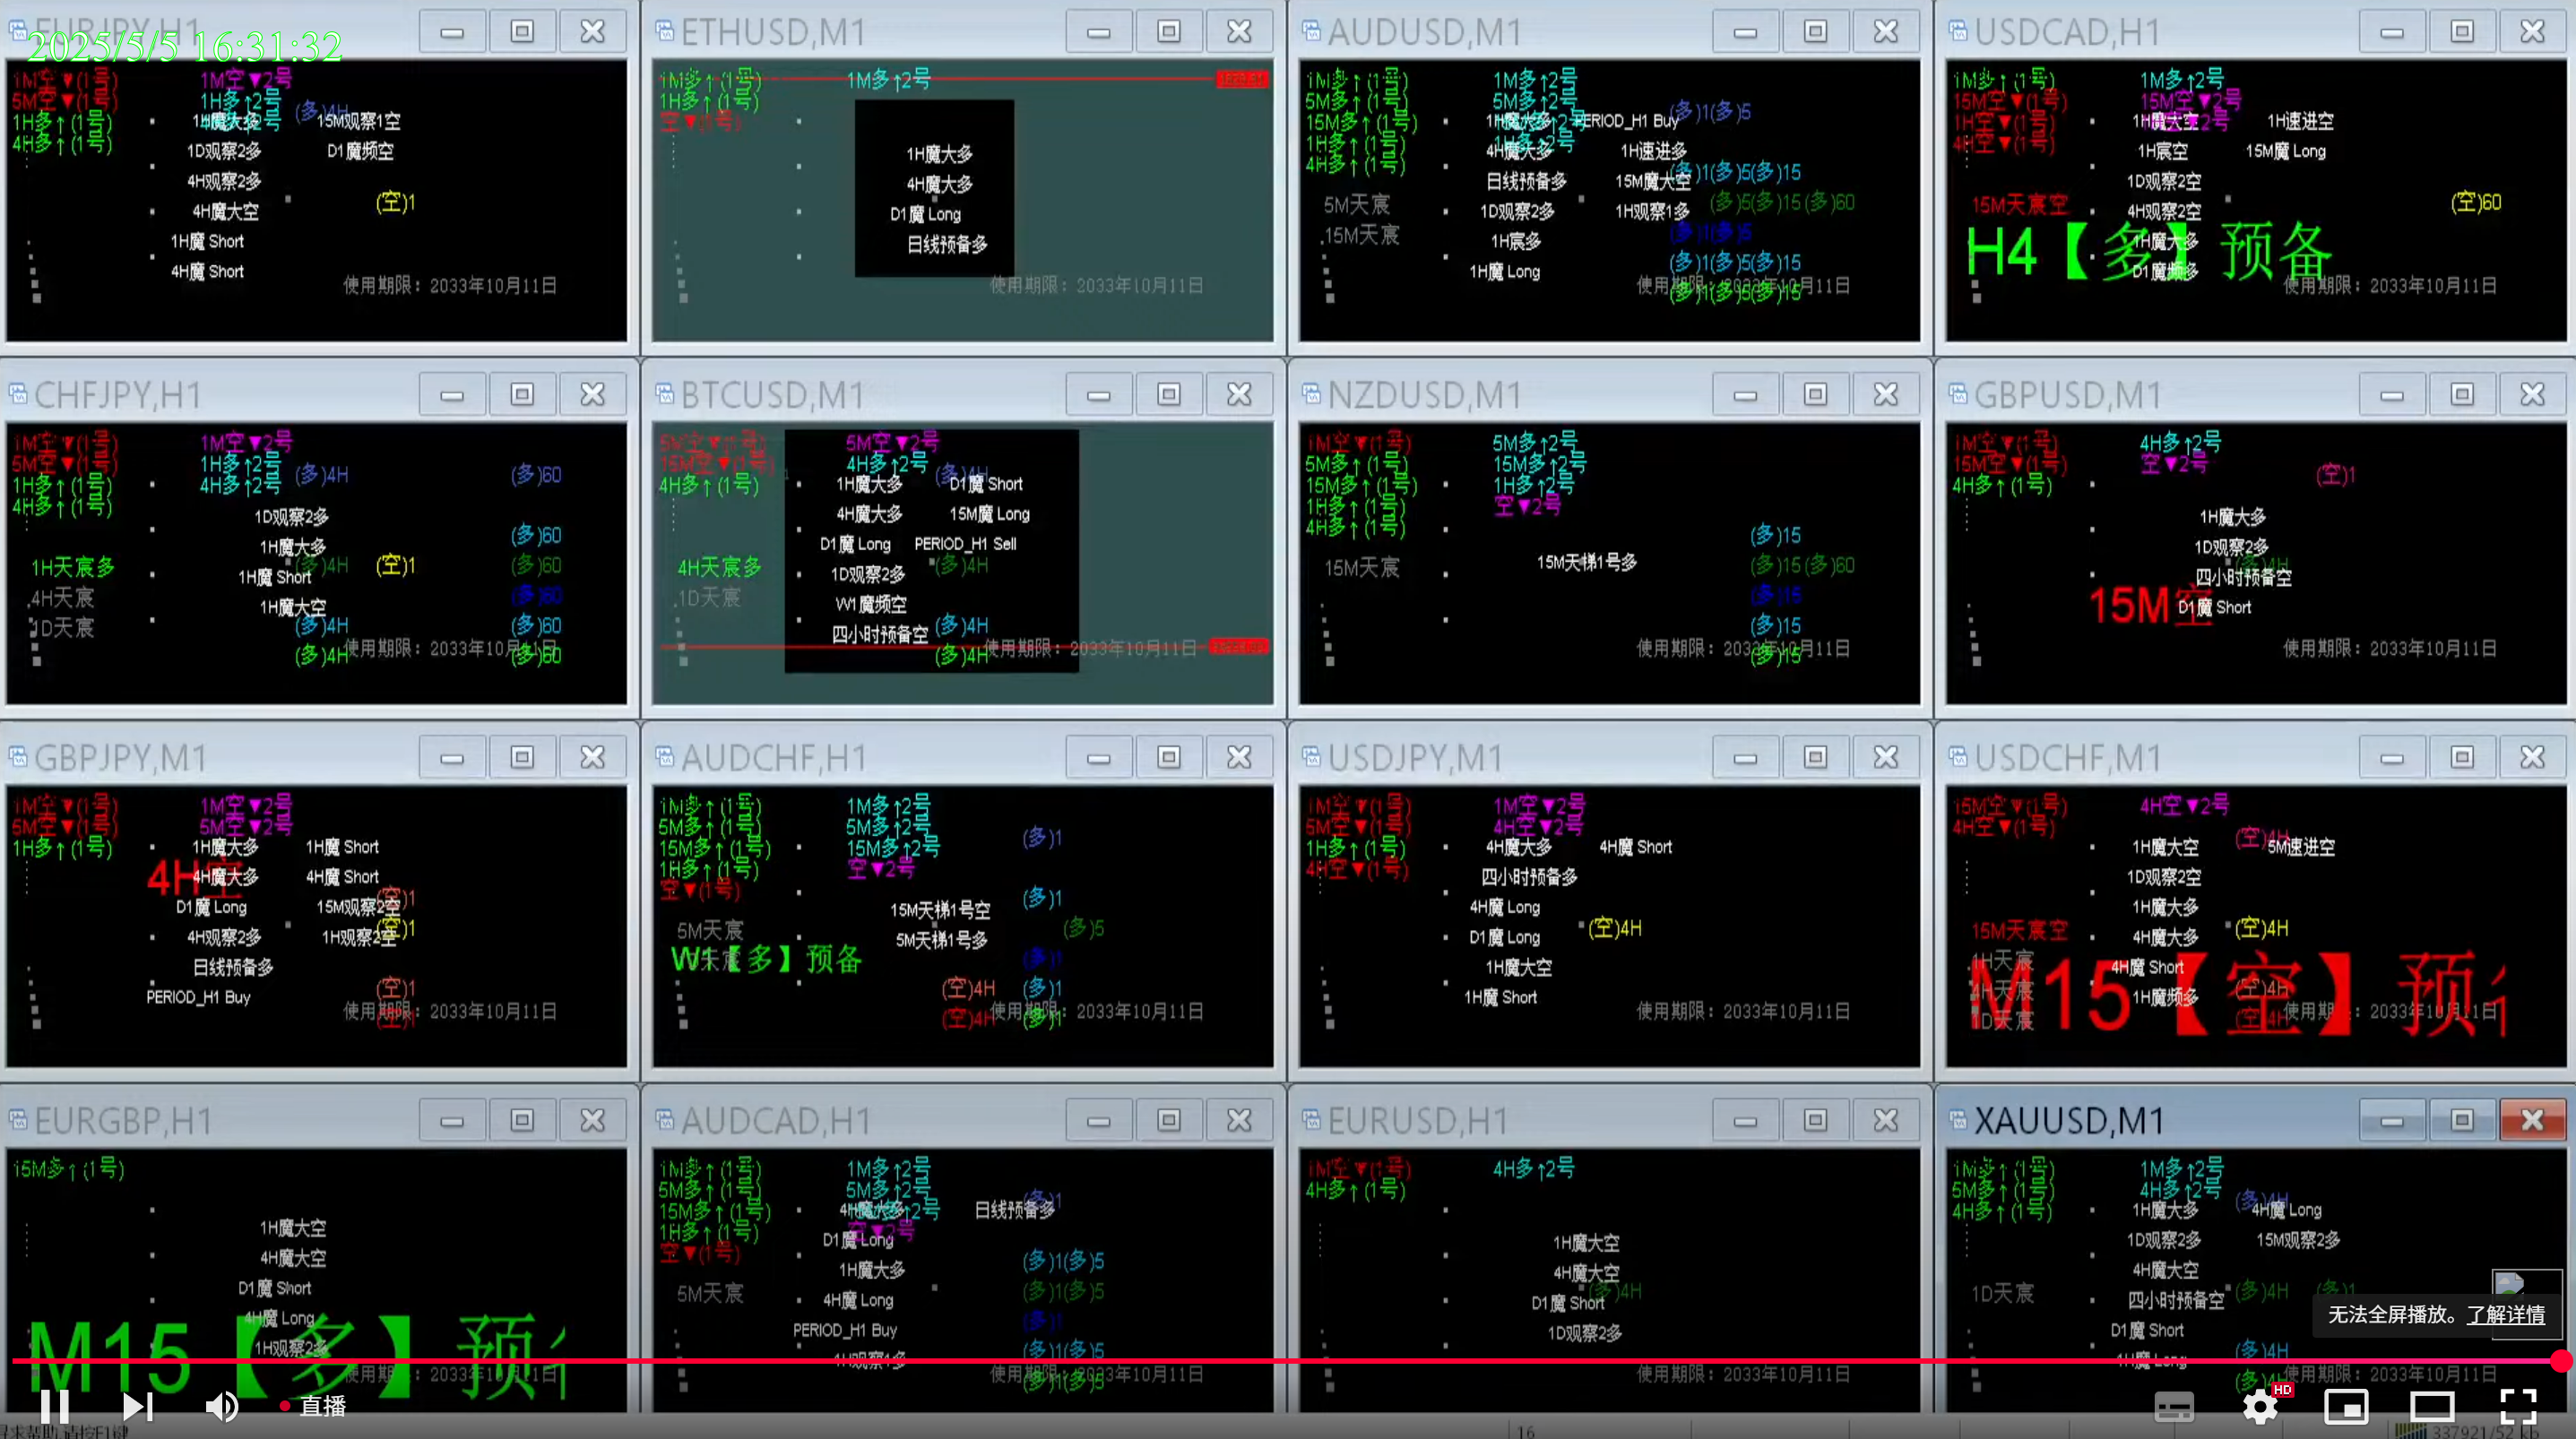 EURJPY,H1
2025/5/5 16:31:32
1M空▼(1号)
5M空▼(1号)
1H多↑(1号)
4H多↑(1号)
1M空▼2号
1H多↑2号
(多)4H
1H魔大多
15M观察1空
1D观察2多
D1魔频空
4H观察2多
4H魔大空
(空)1
1H魔 Short
4H魔 Short
使用期限：2033年10月11日
ETHUSD,M1
1M多↑(1号)
1H多↑(1号)
空▼(1号)
1M多↑2号
1H魔大多
4H魔大多
D1魔 Long
日线预备多
使用期限：2033年10月11日
AUDUSD,M1
1M多↑(1号)
5M多↑(1号)
15M多↑(1号)
1H多↑(1号)
4H多↑(1号)
1M多↑2号
5M多↑2号
1H多↑2号
(多)1(多)5
1H魔大多
PERIOD_H1 Buy
4H魔大多
1H速进多
(多)1(多)5(多)15
日线预备多
15M魔大空
(多)5(多)15(多)60
5M天宸
1D观察2多
1H观察1多
(多)1(多)5
15M天宸
1H宸多
(多)1(多)5(多)15
1H魔 Long
(多)1(多)5(多)15
使用期限：2033年10月11日
USDCAD,H1
1M多↑(1号)
15M空▼(1号)
1H空▼(1号)
4H空▼(1号)
1M多↑2号
15M空▼2号
1H魔大空
1H速进空
1H宸空
15M魔 Long
1D观察2空
15M天宸空
4H观察2空
(空)60
H4【多】预备
1H魔大多
D1魔频多
使用期限：2033年10月11日
CHFJPY,H1
1M空▼(1号)
5M空▼(1号)
1H多↑(1号)
4H多↑(1号)
1M空▼2号
1H多↑2号
4H多↑2号
(多)4H
(多)60
1D观察2多
(多)60
1H魔大多
1H天宸多
(多)4H
(空)1
(多)60
1H魔 Short
4H天宸
(多)60
1H魔大空
1D天宸
(多)4H
(多)60
(多)4H
(多)60
使用期限：2033年10月11日
BTCUSD,M1
5M空▼(1号)
15M空▼(1号)
4H多↑(1号)
5M空▼2号
4H多↑2号
(多)4H
1H魔大多
D1魔 Short
4H魔大多
15M魔 Long
D1魔 Long
PERIOD_H1 Sell
4H天宸多
1D观察2多
(多)4H
1D天宸
W1魔频空
四小时预备空
(多)4H
(多)4H
使用期限：2033年10月11日
NZDUSD,M1
1M空▼(1号)
5M多↑(1号)
15M多↑(1号)
1H多↑(1号)
4H多↑(1号)
5M多↑2号
15M多↑2号
1H多↑2号
空▼2号
(多)15
15M天梯1号多
15M天宸
(多)15(多)60
(多)15
(多)15
(多)15
使用期限：2033年10月11日
GBPUSD,M1
1M空▼(1号)
15M空▼(1号)
4H多↑(1号)
4H多↑2号
空▼2号
(空)1
1H魔大多
1D观察2多
(多)4H
四小时预备空
15M空
D1魔 Short
使用期限：2033年10月11日
GBPJPY,M1
1M空▼(1号)
5M空▼(1号)
1H多↑(1号)
1M空▼2号
5M空▼2号
1H魔大多
1H魔 Short
4H空
4H魔大多
4H魔 Short
(空)1
D1魔 Long
15M观察2空
(空)1
4H观察2多
1H观察2空
日线预备多
(空)1
PERIOD_H1 Buy
(空)1
使用期限：2033年10月11日
AUDCHF,H1
1M多↑(1号)
5M多↑(1号)
15M多↑(1号)
1H多↑(1号)
空▼(1号)
1M多↑2号
5M多↑2号
15M多↑2号
空▼2号
(多)1
(多)1
15M天梯1号空
5M天宸
(多)5
5M天梯1号多
W1【多】预备
(多)1
(空)4H
(多)1
(空)4H
(多)1
使用期限：2033年10月11日
USDJPY,M1
1M空▼(1号)
5M空▼(1号)
1H多↑(1号)
4H空▼(1号)
1M空▼2号
4H空▼2号
4H魔大多
4H魔 Short
四小时预备多
4H魔 Long
D1魔 Long
(空)4H
1H魔大空
1H魔 Short
使用期限：2033年10月11日
USDCHF,M1
15M空▼(1号)
4H空▼(1号)
4H空▼2号
(空)4H
1H魔大空
5M速进空
1D观察2空
1H魔大多
15M天宸空
4H魔大多
(空)4H
1H天宸
4H魔 Short
M15【空】预
4H天宸
1H魔频多
(空)4H
1D天宸
(空)4H
使用期限：2033年10月11日
EURGBP,H1
15M多↑(1号)
1H魔大空
4H魔大空
D1魔 Short
4H魔 Long
1H观察2多
M15【多】预
使用期限：2033年10月11日
AUDCAD,H1
1M多↑(1号)
5M多↑(1号)
15M多↑(1号)
1H多↑(1号)
空▼(1号)
1M多↑2号
5M多↑2号
空▼2号
(多)1
4H魔大多
日线预备多
D1魔 Long
(多)1(多)5
1H魔大多
5M天宸
4H魔 Long
(多)1(多)5
(多)1
PERIOD_H1 Buy
(多)1(多)5
4H观察1多
(多)1(多)5
使用期限：2033年10月11日
EURUSD,H1
1M空▼(1号)
4H多↑(1号)
4H多↑2号
1H魔大空
4H魔大空
(多)4H
D1魔 Short
1D观察2多
使用期限：2033年10月11日
XAUUSD,M1
1M多↑(1号)
5M多↑(1号)
4H多↑(1号)
1M多↑2号
4H多↑2号
(多)4H
1H魔大多
4H魔 Long
1D观察2多
15M观察2多
4H魔大空
1D天宸
四小时预备空
(多)4H
(多)1
D1魔 Short
(多)4H
1H魔 Long
使用期限：2033年10月11日
无法全屏播放。了解详情
直播
HD
16
337921/52 kb